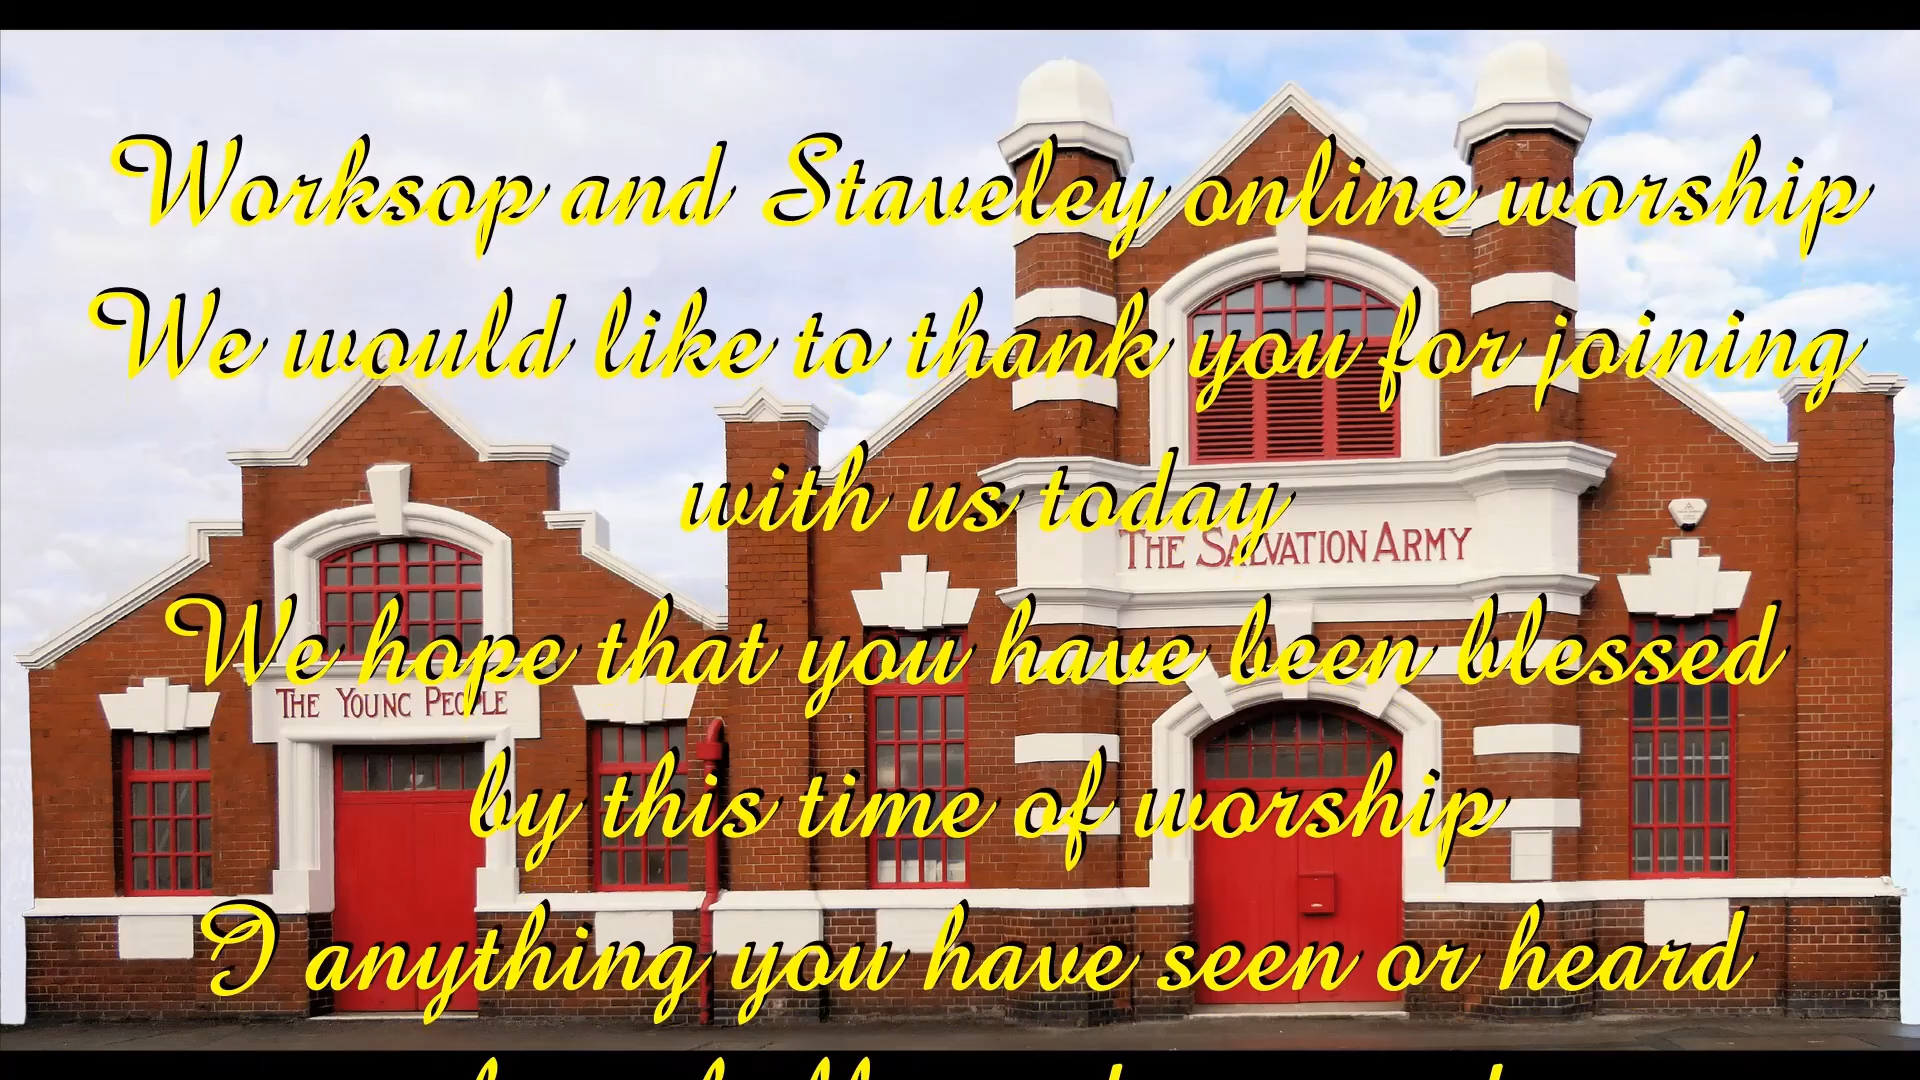 Worksop and Staveley online worship
We would like to thank you for joining
with us today
THE SALVATION ARMY
We hope that you have been blessed
THE YOUNG PEOPLE
by this time of worship
I anything you have seen or heard